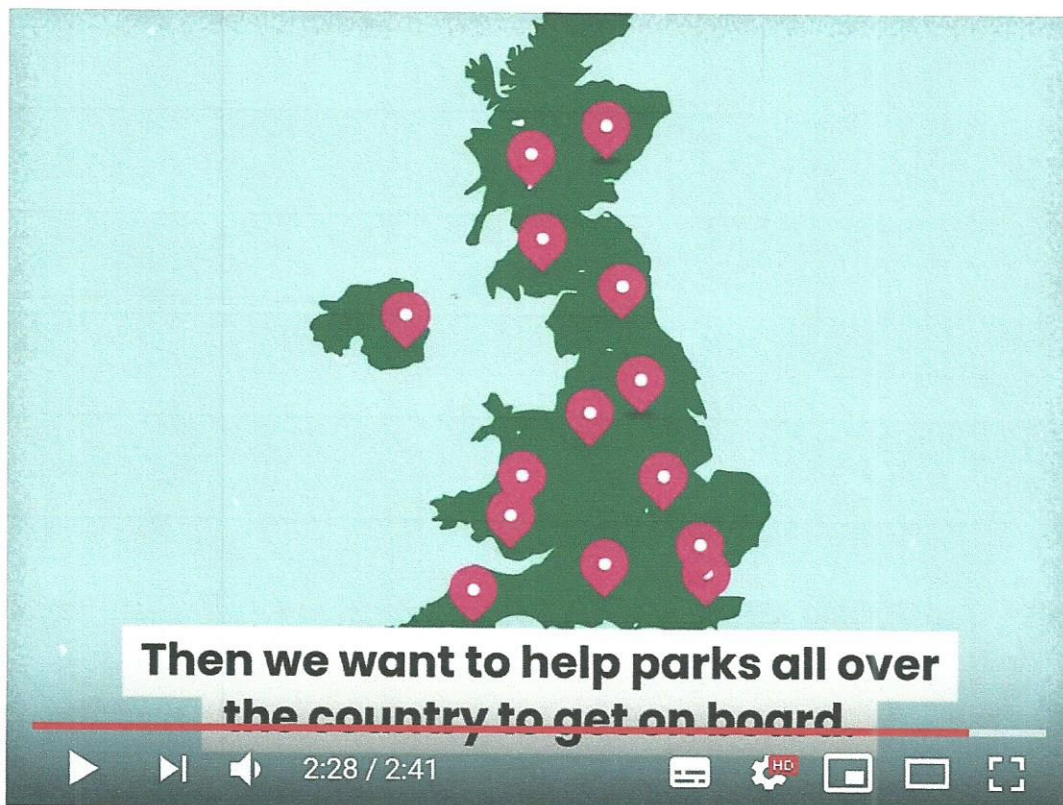 Then we want to help parks all over
the country to get on board.
2:28 / 2:41
HD